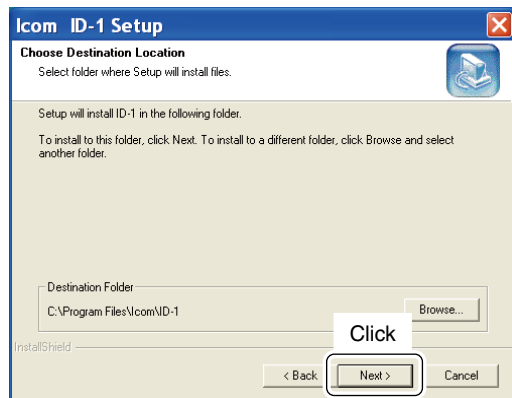 Icom ID-1 Setup
Choose Destination Location
Select folder where Setup will install files.
Setup will install ID-1 in the following folder.
To install to this folder, click Next. To install to a different folder, click Browse and select
another folder.
Destination Folder
C:\Program Files\Icom\ID-1
Browse...
Click
InstallShield
< Back
Next >
Cancel